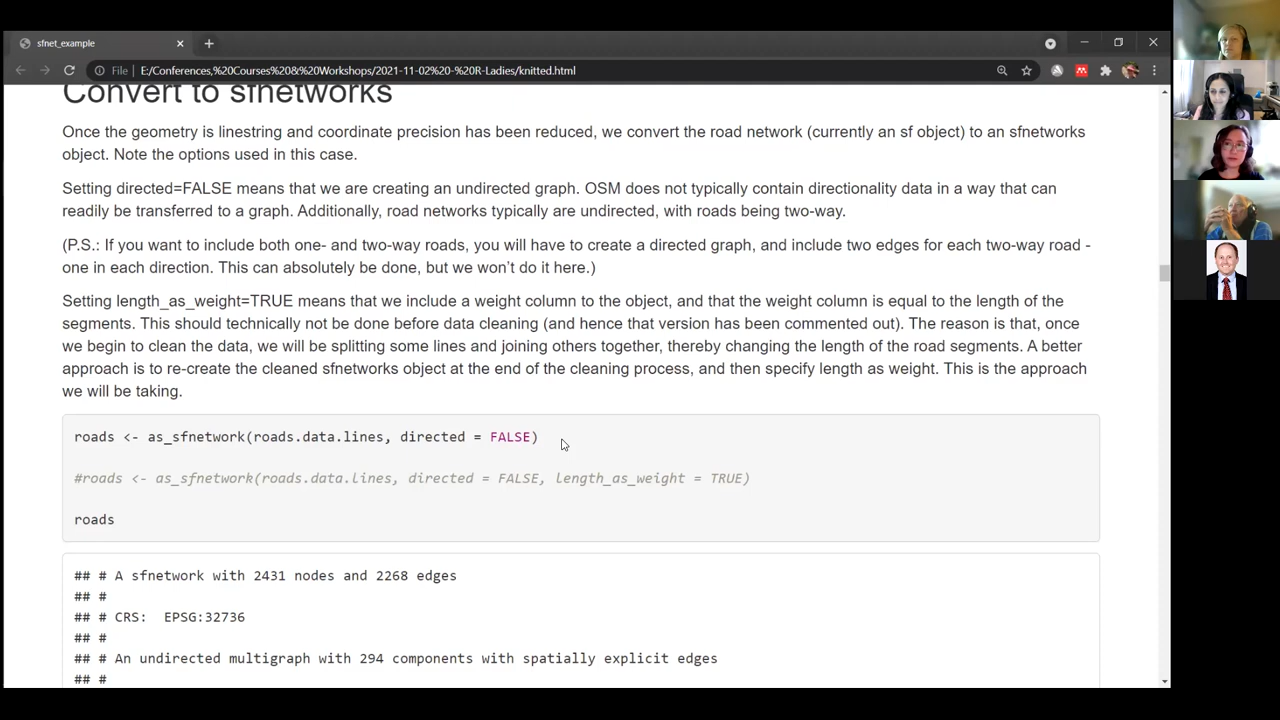 sfnet_example
File
E:/Conferences,%20Courses%20&%20Workshops/2021-11-02%20-%20R-Ladies/knitted.html
Convert to sfnetworks
Once the geometry is linestring and coordinate precision has been reduced, we convert the road network (currently an sf object) to an sfnetworks
object. Note the options used in this case.
Setting directed=FALSE means that we are creating an undirected graph. OSM does not typically contain directionality data in a way that can
readily be transferred to a graph. Additionally, road networks typically are undirected, with roads being two-way.
(P.S.: If you want to include both one- and two-way roads, you will have to create a directed graph, and include two edges for each two-way road -
one in each direction. This can absolutely be done, but we won't do it here.)
Setting length_as_weight=TRUE means that we include a weight column to the object, and that the weight column is equal to the length of the
segments. This should technically not be done before data cleaning (and hence that version has been commented out). The reason is that, once
we begin to clean the data, we will be splitting some lines and joining others together, thereby changing the length of the road segments. A better
approach is to re-create the cleaned sfnetworks object at the end of the cleaning process, and then specify length as weight. This is the approach
we will be taking.
roads <- as_sfnetwork(roads.data.lines, directed = FALSE)
#roads <- as_sfnetwork(roads.data.lines, directed = FALSE, length_as_weight = TRUE)
roads
## # A sfnetwork with 2431 nodes and 2268 edges
## #
## # CRS:  EPSG:32736
## #
## # An undirected multigraph with 294 components with spatially explicit edges
## #